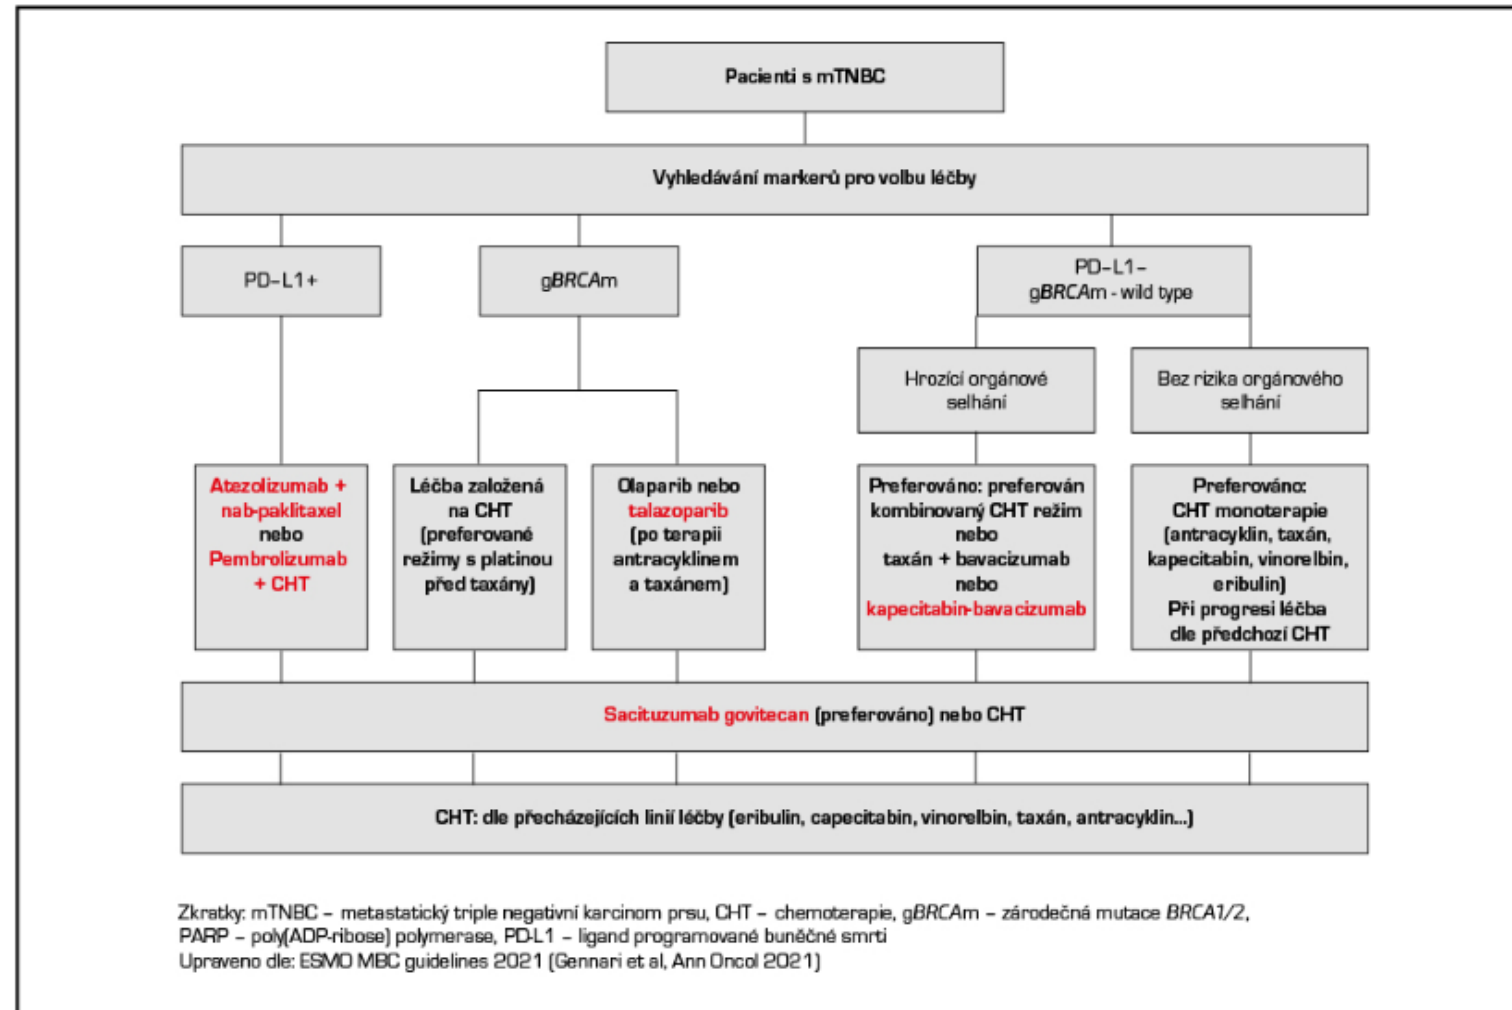 Pacienti s mTNBC
Vyhledávání markerů pro volbu léčby
PD–L1+
gBRCAm
PD–L1–
gBRCAm - wild type
Hrozící orgánové
selhání
Bez rizika orgánového
selhání
Atezolizumab +
nab-paklitaxel
nebo
Pembrolizumab
+ CHT
Léčba založená
na CHT
(preferované
režimy s platinou
před taxány)
Olaparib nebo
talazoparib
(po terapii
antracyklinem
a taxánem)
Preferováno: preferován
kombinovaný CHT režim
nebo
taxán + bavacizumab
nebo
kapecitabin-bavacizumab
Preferováno:
CHT monoterapie
(antracyklin, taxán,
kapecitabin, vinorelbin,
eribulin)
Při progresi léčba
dle předchozí CHT
Sacituzumab govitecan (preferováno) nebo CHT
CHT: dle přecházejících linií léčby (eribulin, capecitabin, vinorelbin, taxán, antracyklin...)
Zkratky: mTNBC – metastatický triple negativní karcinom prsu, CHT – chemoterapie, gBRCAm – zárodečná mutace BRCA1/2,
PARP – poly(ADP-ribose) polymerase, PD-L1 – ligand programované buněčné smrti
Upraveno dle: ESMO MBC guidelines 2021 (Gennari et al, Ann Oncol 2021)